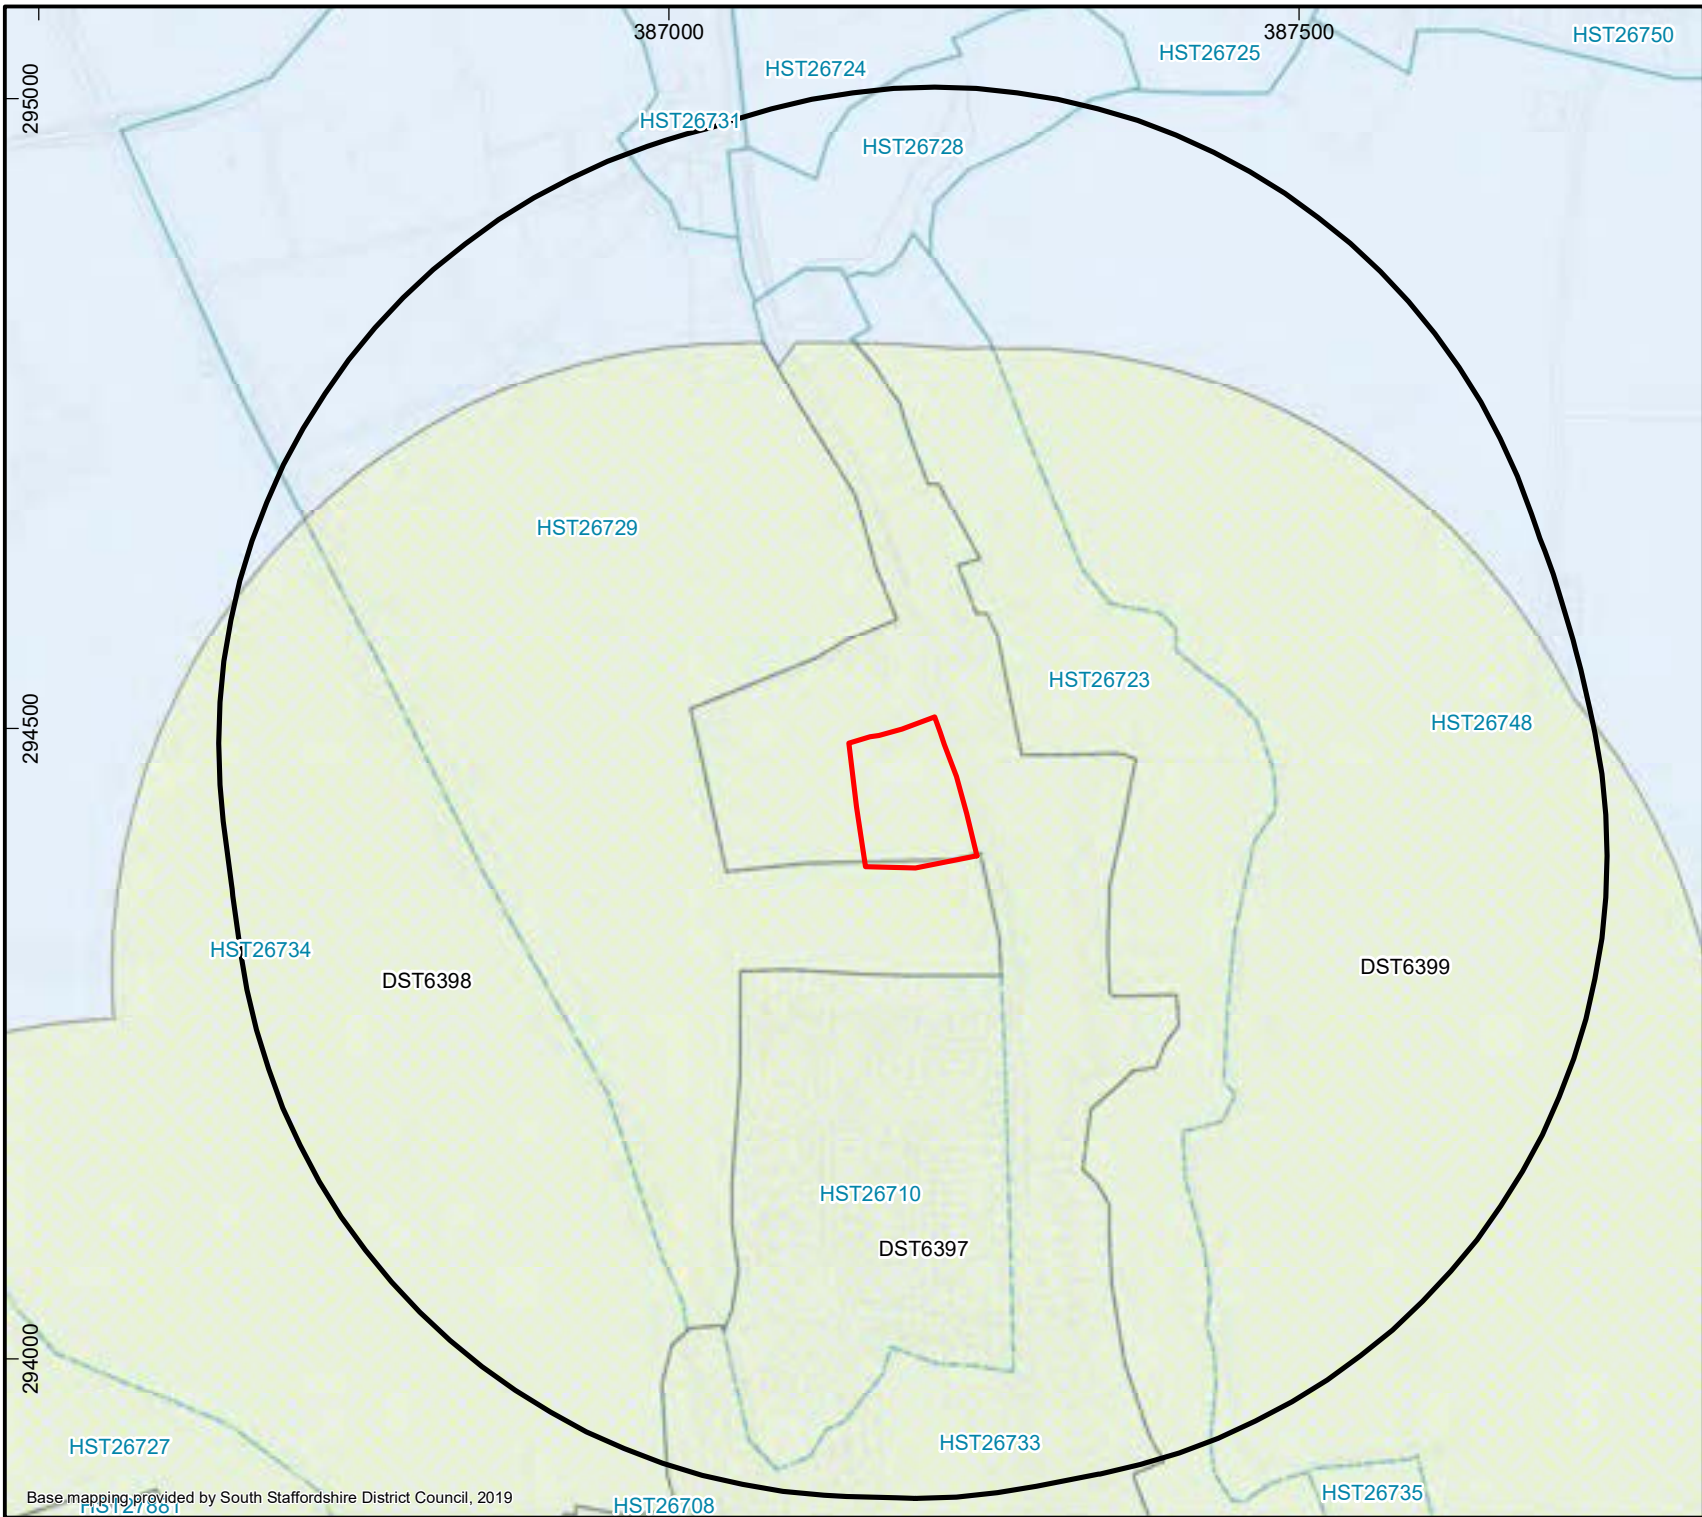 387000
387500
HST26750
HST26725
HST26724
295000
HST26731
HST26728
HST26729
HST26723
294500
HST26748
HST26734
DST6398
DST6399
HST26710
DST6397
294000
HST26727
HST26733
HST26735
Base mapping provided by South Staffordshire District Council, 2019
HST27881
HST26708